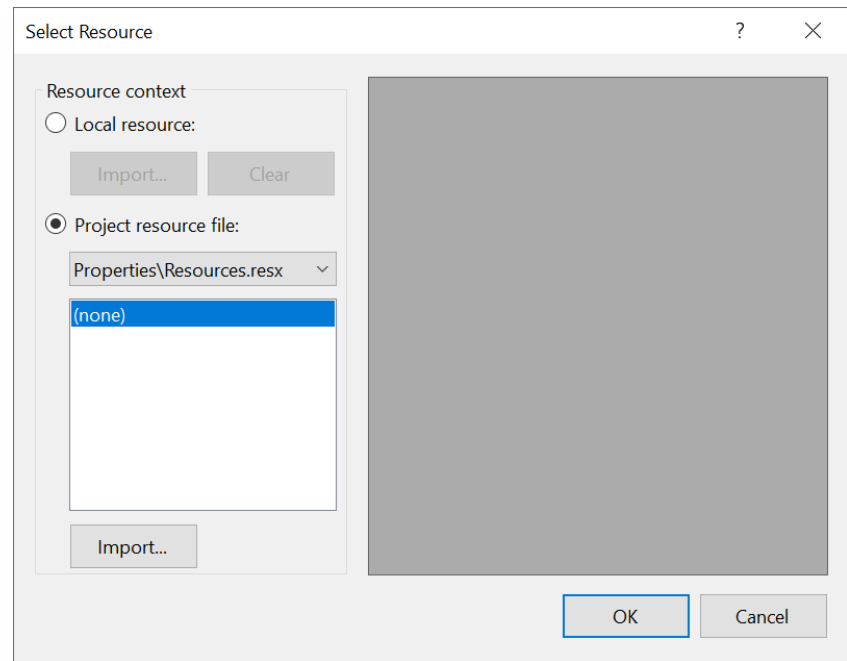 Select Resource
?
Resource context
Local resource:
Import... Clear
Project resource file:
Properties\Resources.resx
(none)
Import...
OK Cancel